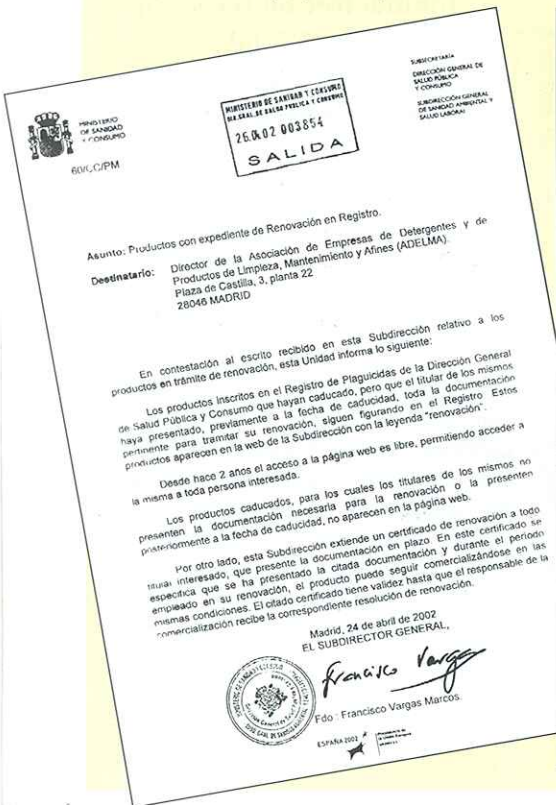 MINISTERIO
DE SANIDAD
Y CONSUMO
MINISTERIO DE SANIDAD Y CONSUMO
SALIDA
SUBSECRETARÍA
DIRECCIÓN GENERAL DE
SALUD PÚBLICA
Y CONSUMO
SUBDIRECCIÓN GENERAL
DE SANIDAD AMBIENTAL Y
SALUD LABORAL
Asunto: Productos con expediente de Renovación en Registro.
Destinatario: Director de la Asociación de Empresas de Detergentes y de
Productos de Limpieza, Mantenimiento y Afines (ADELMA).
Plaza de Castilla, 3, planta 22
28046 MADRID
En contestación al escrito recibido en esta Subdirección relativo a los
productos en trámite de renovación, esta Unidad informa lo siguiente:
Los productos inscritos en el Registro de Plaguicidas de la Dirección General
de Salud Pública y Consumo que hayan caducado, pero que el titular de los mismos
haya presentado, previamente a la fecha de caducidad, toda la documentación
pertinente para tramitar su renovación, siguen figurando en el Registro. Estos
productos aparecen en la web de la Subdirección con la leyenda "renovación".
Desde hace 2 años el acceso a la página web es libre, permitiendo acceder a
la misma a toda persona interesada.
Los productos caducados, para los cuales los titulares de los mismos no
presenten la documentación necesaria para la renovación o la presenten
posteriormente a la fecha de caducidad, no aparecen en la página web.
Por otro lado, esta Subdirección extiende un certificado de renovación a todo
titular interesado, que presente la documentación en plazo. En este certificado se
especifica que se ha presentado la citada documentación y durante el periodo
empleado en su renovación, el producto puede seguir comercializándose en las
mismas condiciones. El citado certificado tiene validez hasta que el responsable de la
comercialización recibe la correspondiente resolución de renovación.
Madrid, 24 de abril de 2002
EL SUBDIRECTOR GENERAL,
Francisco Vargas
Fdo : Francisco Vargas Marcos.
ESPAÑA 2002